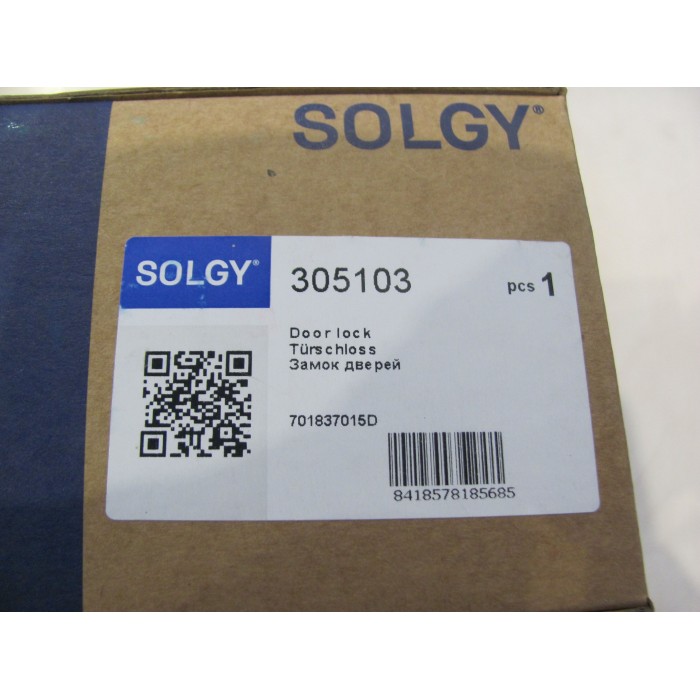 SOLGY®
SOLGY®
305103
pcs 1
Door lock
Türschloss
Замок дверей
701837015D
8418578185685